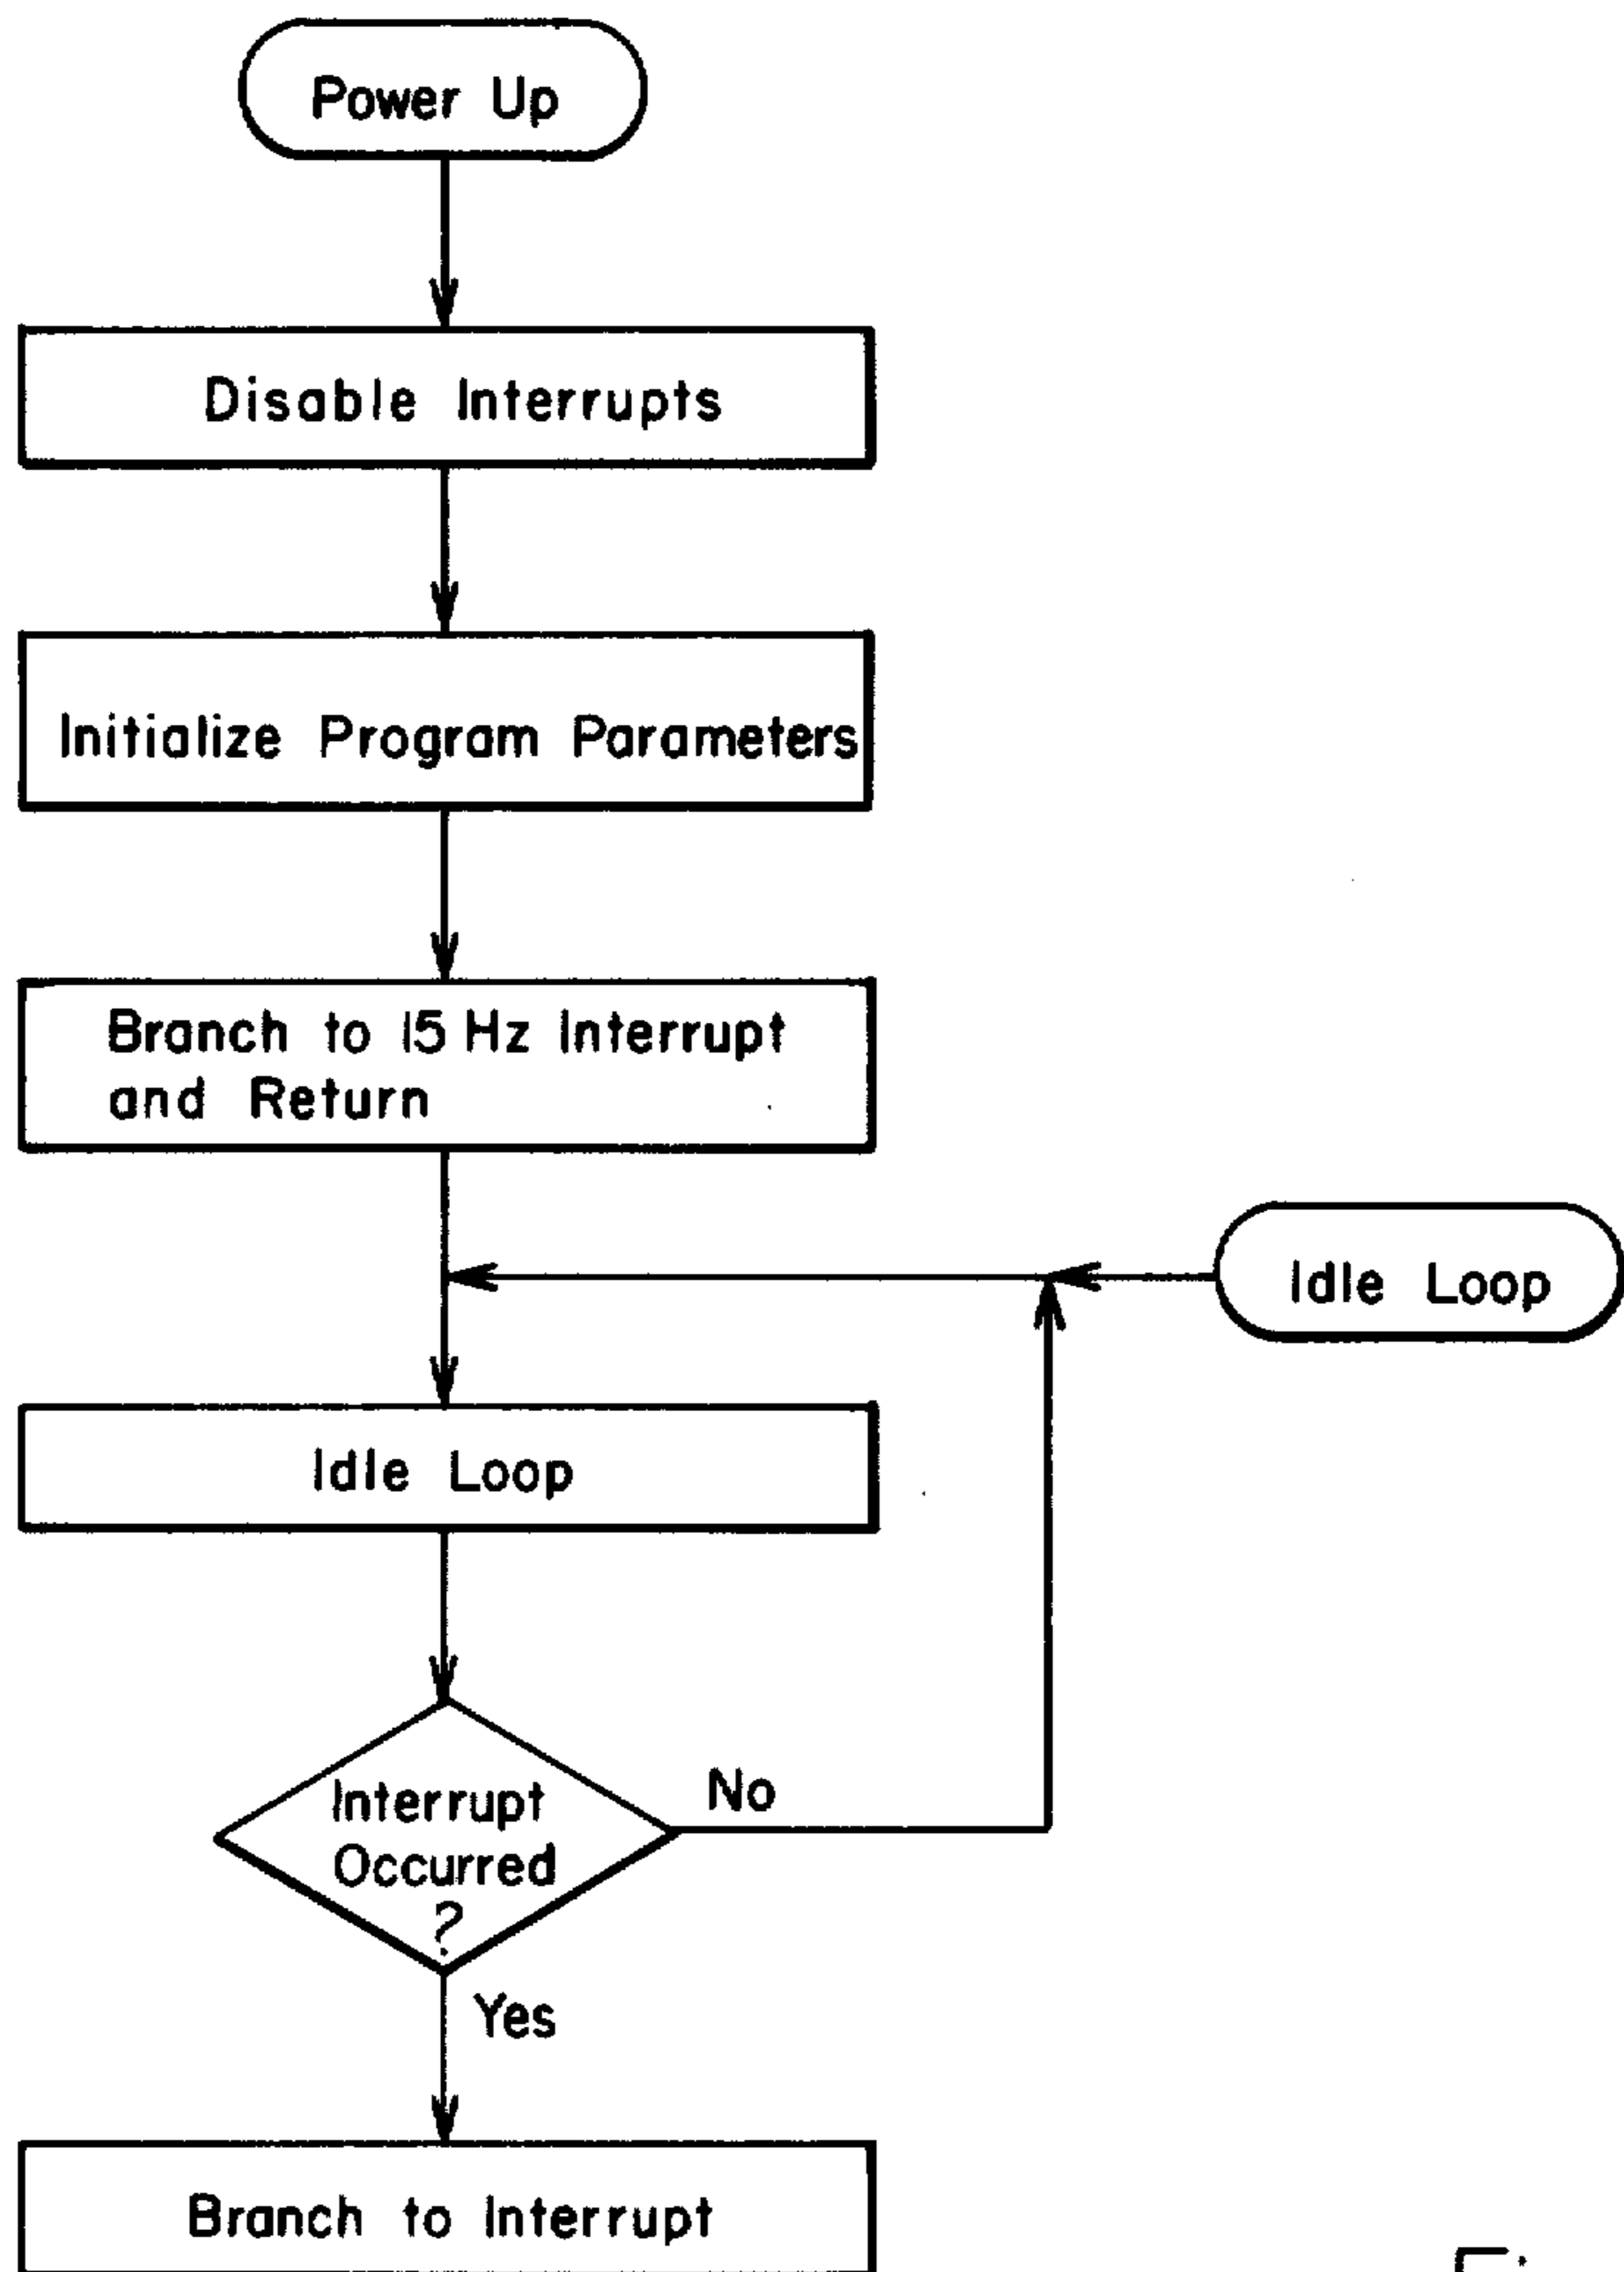 Power Up
Disable Interrupts
Initialize Program Parameters
Branch to 15 Hz Interrupt
and Return
Idle Loop
Idle Loop
Interrupt
Occurred
?
No
Yes
Branch to Interrupt